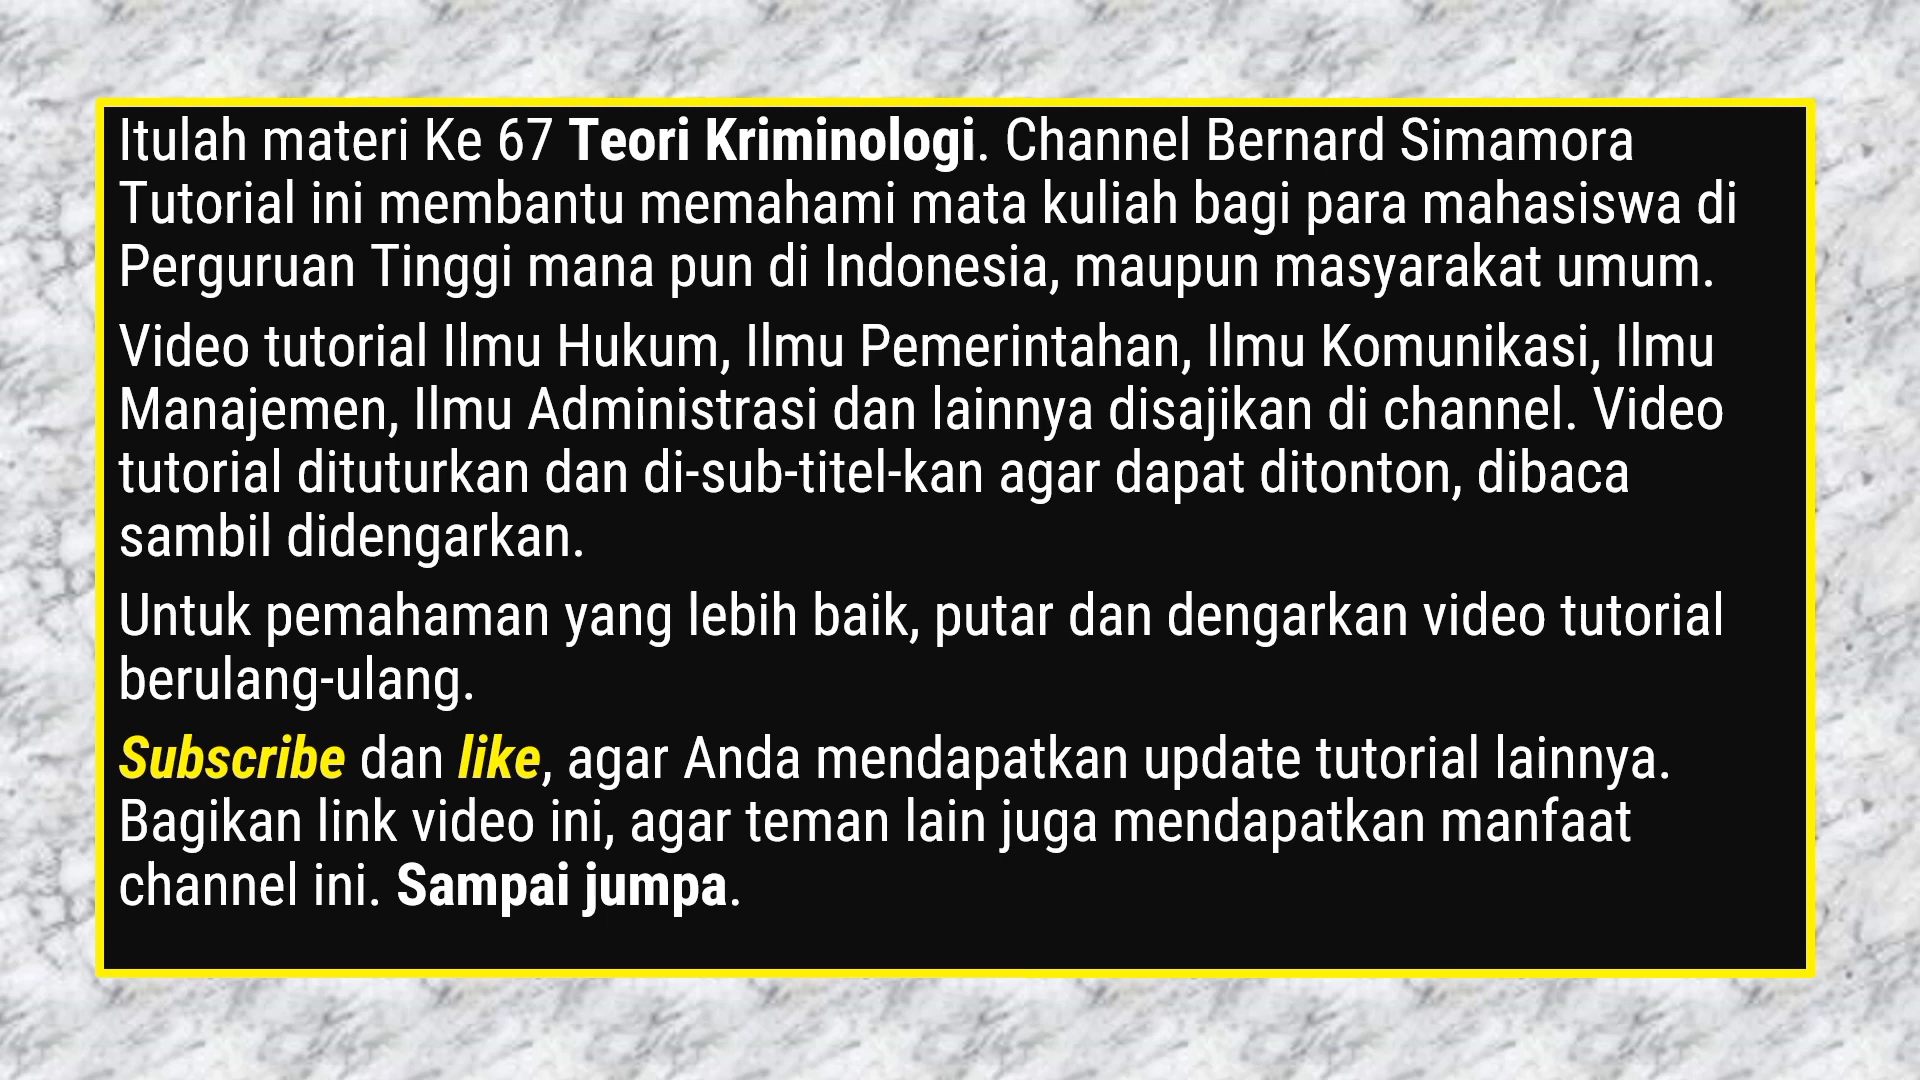 Itulah materi Ke 67 Teori Kriminologi. Channel Bernard Simamora
Tutorial ini membantu memahami mata kuliah bagi para mahasiswa di
Perguruan Tinggi mana pun di Indonesia, maupun masyarakat umum.
Video tutorial Ilmu Hukum, Ilmu Pemerintahan, Ilmu Komunikasi, Ilmu
Manajemen, Ilmu Administrasi dan lainnya disajikan di channel. Video
tutorial dituturkan dan di-sub-titel-kan agar dapat ditonton, dibaca
sambil didengarkan.
Untuk pemahaman yang lebih baik, putar dan dengarkan video tutorial
berulang-ulang.
Subscribe dan like, agar Anda mendapatkan update tutorial lainnya.
Bagikan link video ini, agar teman lain juga mendapatkan manfaat
channel ini. Sampai jumpa.